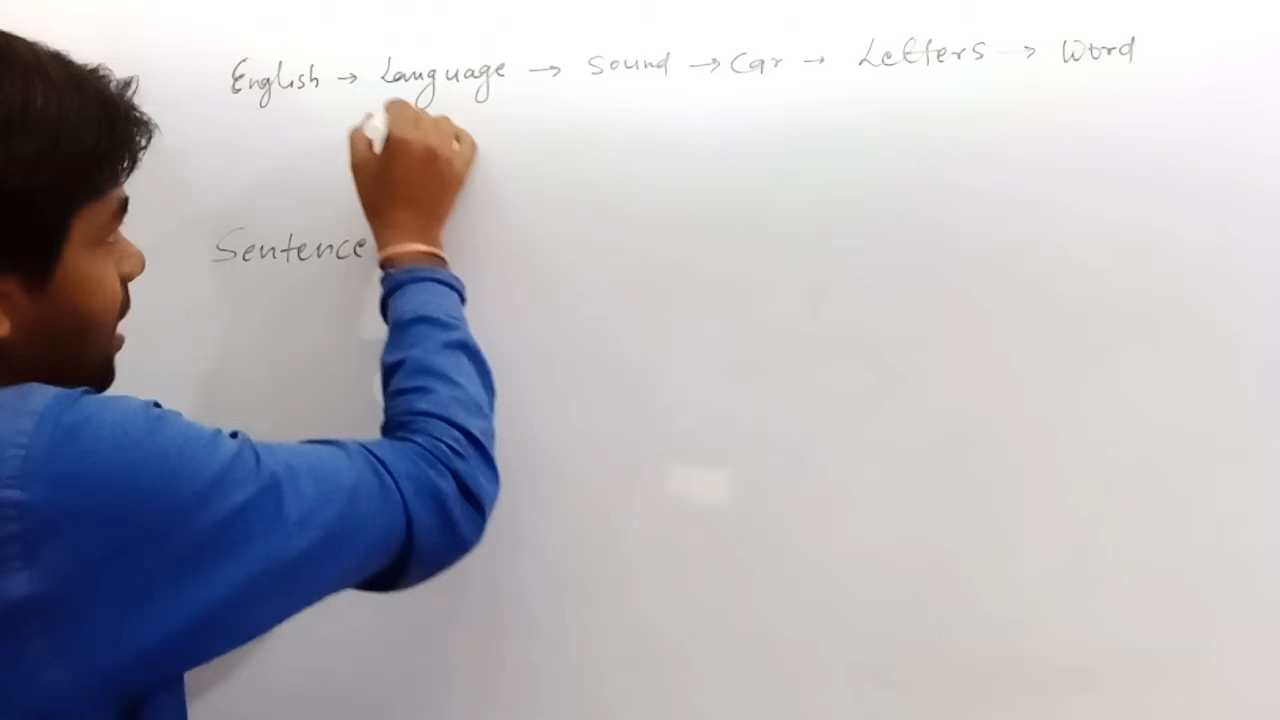 English → Language → Sound → Car → Letters → Word
Sentence